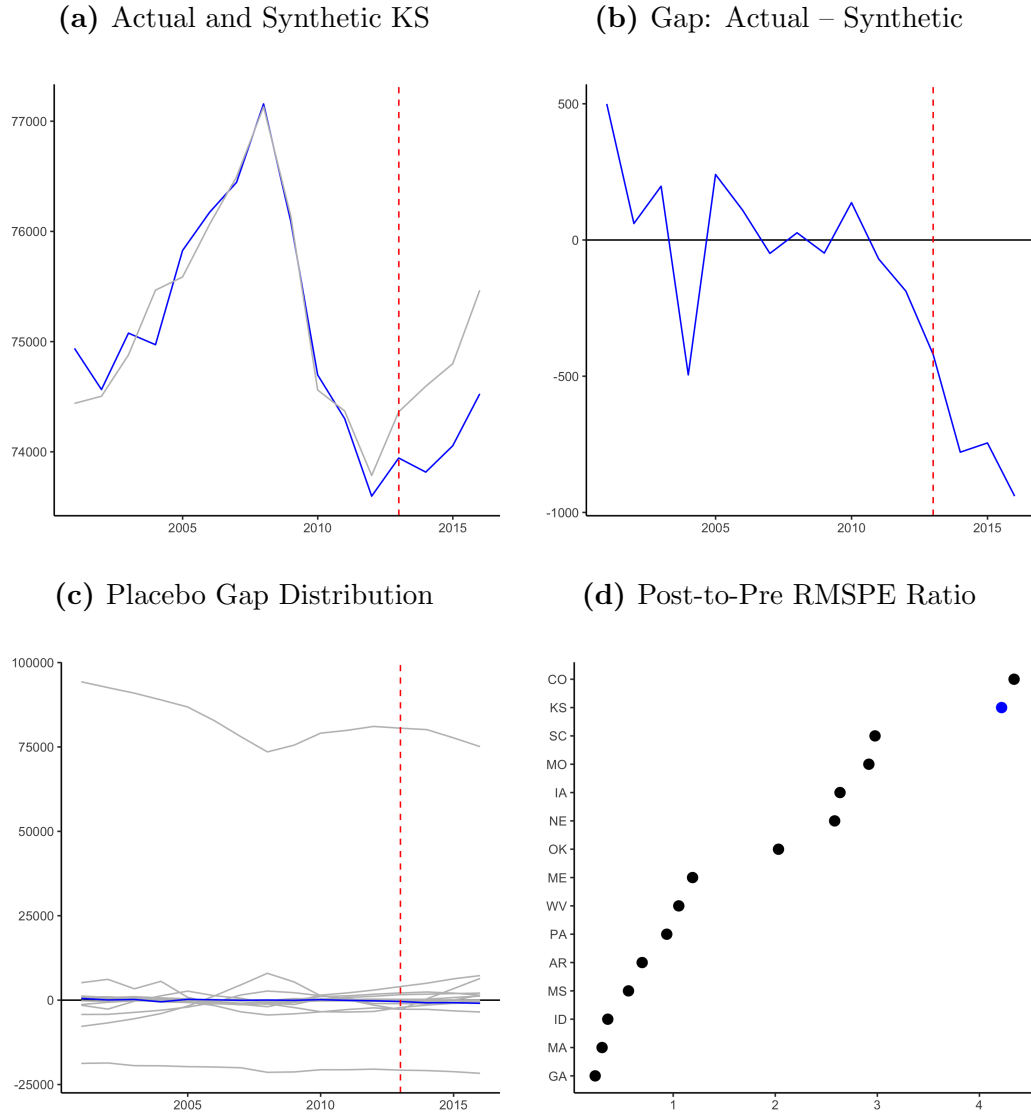 (a) Actual and Synthetic KS
77000
76000
75000
74000
2005 2010 2015
(b) Gap: Actual – Synthetic
500
0
-500
-1000
2005 2010 2015
(c) Placebo Gap Distribution
100000
75000
50000
25000
0
-25000
2005 2010 2015
(d) Post-to-Pre RMSPE Ratio
CO
KS
SC
MO
IA
NE
OK
ME
WV
PA
AR
MS
ID
MA
GA
1 2 3 4